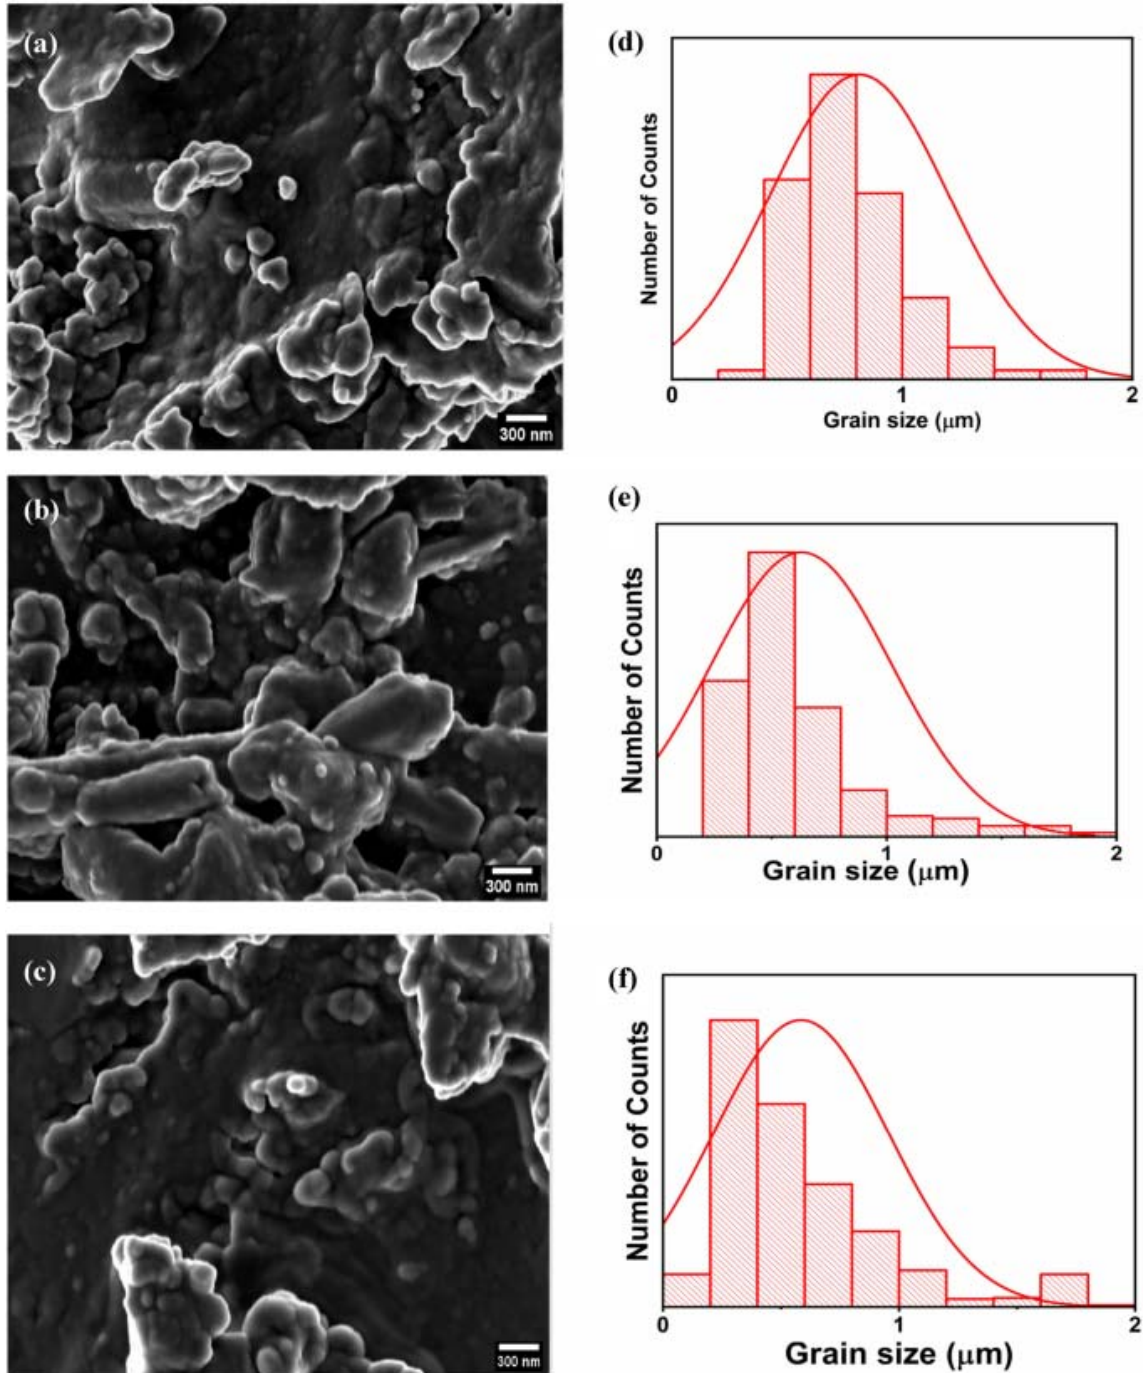 (a)
300 nm
(d)
Number of Counts
0 1 2
Grain size (μm)
(b)
300 nm
(e)
Number of Counts
0 1 2
Grain size (μm)
(c)
300 nm
(f)
Number of Counts
0 1 2
Grain size (μm)